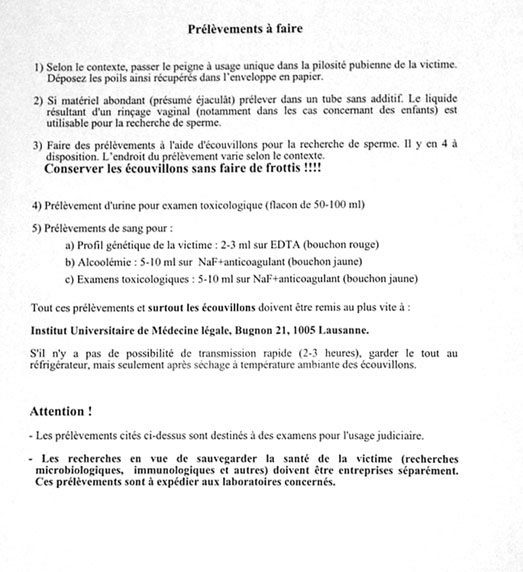 Prélèvements à faire
1) Selon le contexte, passer le peigne à usage unique dans la pilosité pubienne de la victime.
Déposez les poils ainsi récupérés dans l'enveloppe en papier.
2) Si matériel abondant (présumé éjaculât) prélever dans un tube sans additif. Le liquide
résultant d'un rinçage vaginal (notamment dans les cas concernant des enfants) est
utilisable pour la recherche de sperme.
3) Faire des prélèvements à l'aide d'écouvillons pour la recherche de sperme. Il y en 4 à
disposition. L'endroit du prélèvement varie selon le contexte.
Conserver les écouvillons sans faire de frottis !!!!
4) Prélèvement d'urine pour examen toxicologique (flacon de 50-100 ml)
5) Prélèvements de sang pour :
a) Profil génétique de la victime : 2-3 ml sur EDTA (bouchon rouge)
b) Alcoolémie : 5-10 ml sur NaF+anticoagulant (bouchon jaune)
c) Examens toxicologiques : 5-10 ml sur NaF+anticoagulant (bouchon jaune)
Tout ces prélèvements et surtout les écouvillons doivent être remis au plus vite à :
Institut Universitaire de Médecine légale, Bugnon 21, 1005 Lausanne.
S'il n'y a pas de possibilité de transmission rapide (2-3 heures), garder le tout au
réfrigérateur, mais seulement après séchage à température ambiante des écouvillons.
Attention !
- Les prélèvements cités ci-dessus sont destinés à des examens pour l'usage judiciaire.
- Les recherches en vue de sauvegarder la santé de la victime (recherches
microbiologiques, immunologiques et autres) doivent être entreprises séparément.
Ces prélèvements sont à expédier aux laboratoires concernés.